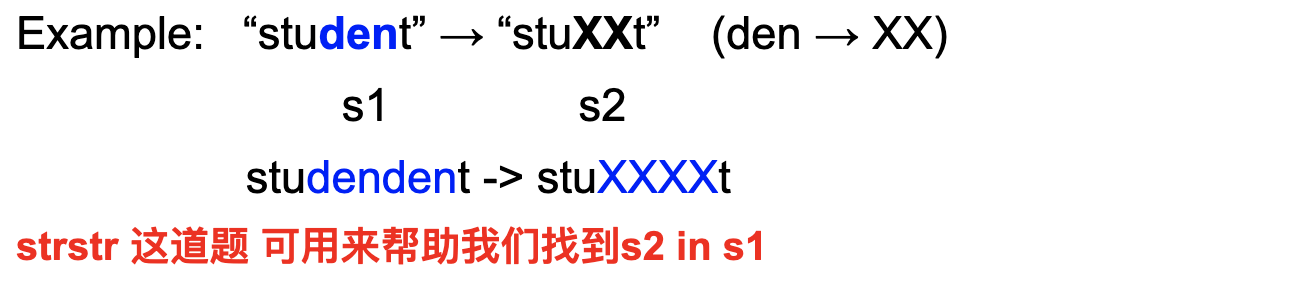 Example: “student” → “stuXXt” (den → XX)
s1 s2
studendent -> stuXXXXt
strstr 这道题 可用来帮助我们找到s2 in s1